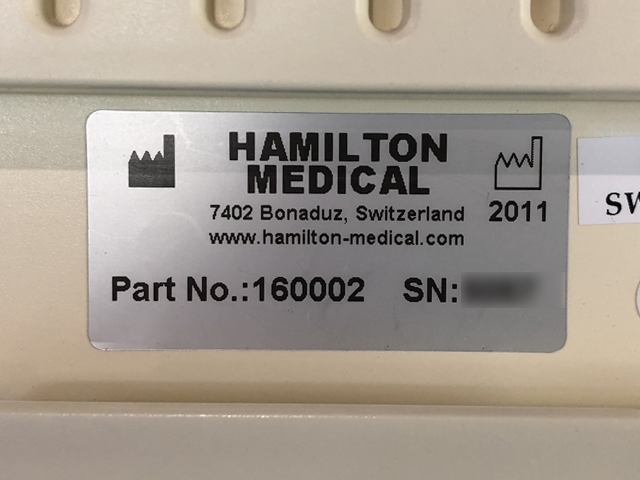 HAMILTON
MEDICAL
7402 Bonaduz, Switzerland
2011
www.hamilton-medical.com
Part No.:160002 SN:
SW